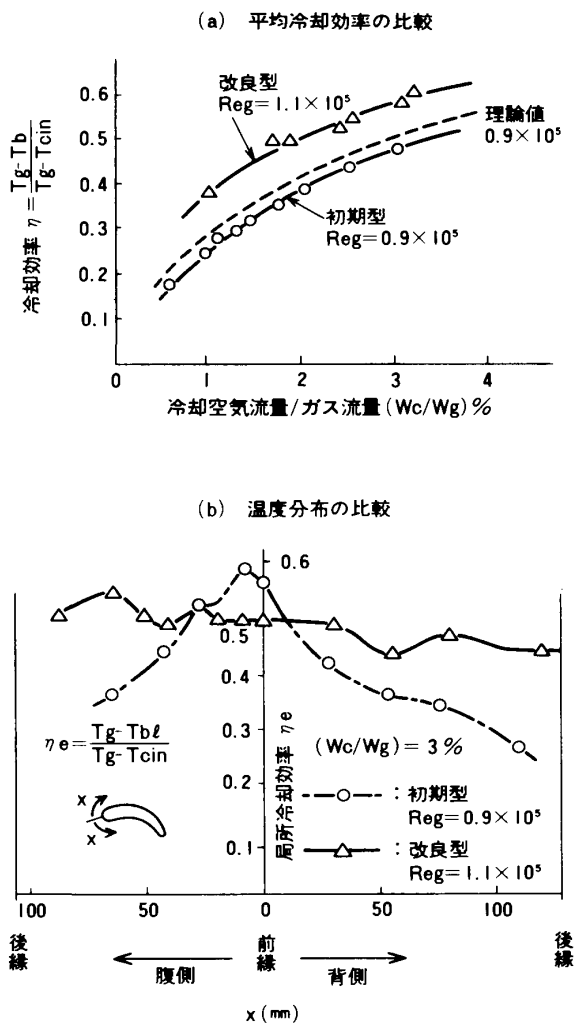 (a) 平均冷却効率の比較
冷却効率 η = Tg-Tb / Tg-Tcin
0.6
0.5
0.4
0.3
0.2
0.1
改良型
Reg=1.1×10⁵
理論値
0.9×10⁵
初期型
Reg=0.9×10⁵
0 1 2 3 4
冷却空気流量/ガス流量(Wc/Wg)%
(b) 温度分布の比較
0.6
0.5
0.4
0.3
0.2
0.1
局所冷却効率 ηe
ηe = Tg-Tbℓ / Tg-Tcin
x
x
(Wc/Wg)=3%
:初期型
Reg=0.9×10⁵
:改良型
Reg=1.1×10⁵
100 50 0 50 100
後縁 前縁 後縁
腹側 背側
x(mm)